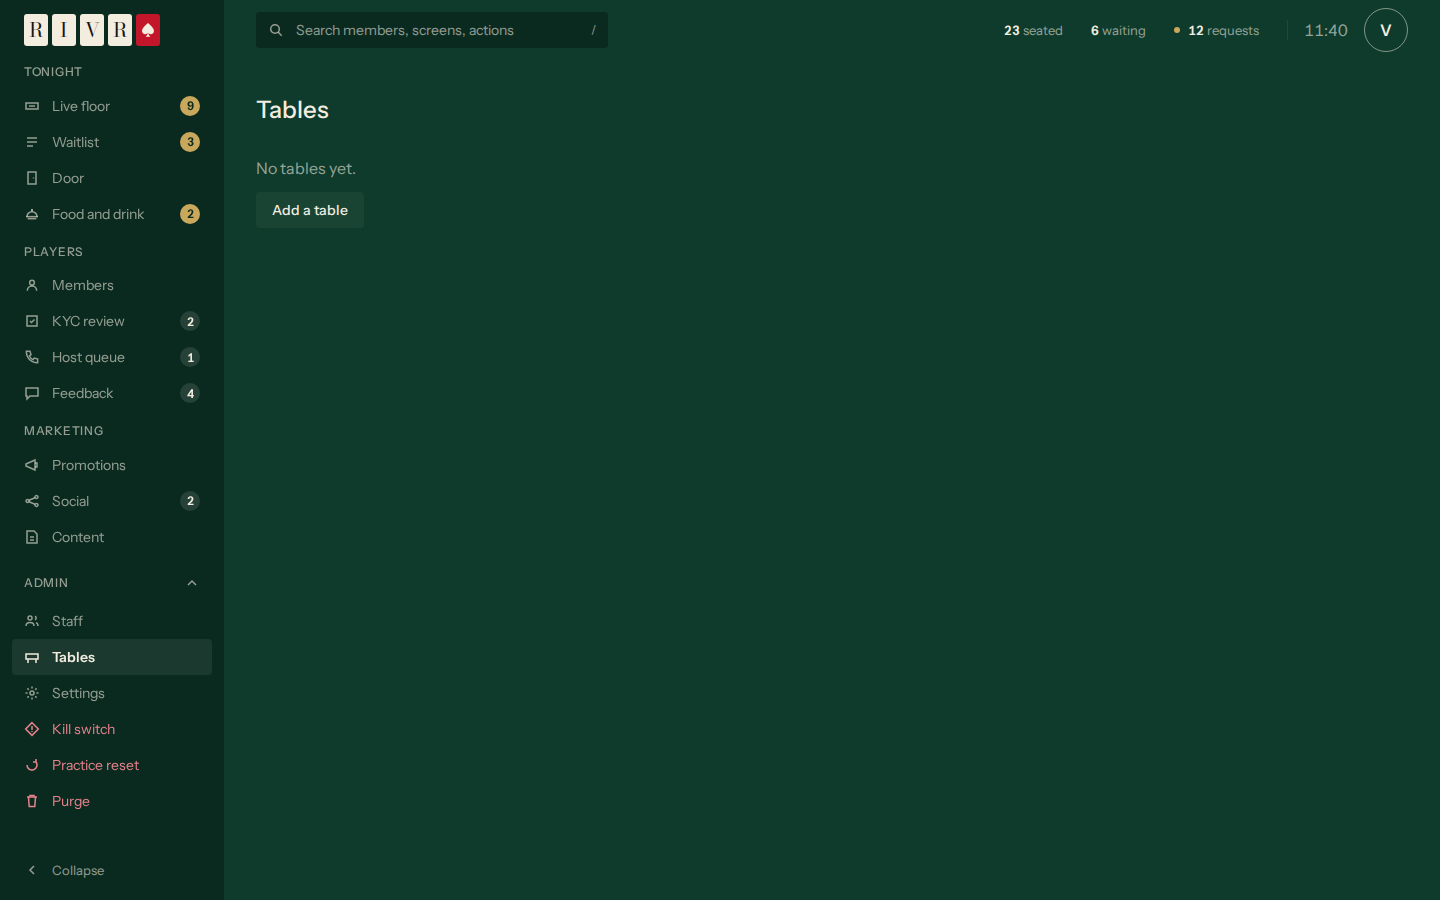 RIVR
Search members, screens, actions /
23 seated
6 waiting
12 requests
11:40
V
TONIGHT
Live floor 9
Waitlist 3
Door
Food and drink 2
PLAYERS
Members
KYC review 2
Host queue 1
Feedback 4
MARKETING
Promotions
Social 2
Content
ADMIN
Staff
Tables
Settings
Kill switch
Practice reset
Purge
Collapse
Tables
No tables yet.
Add a table